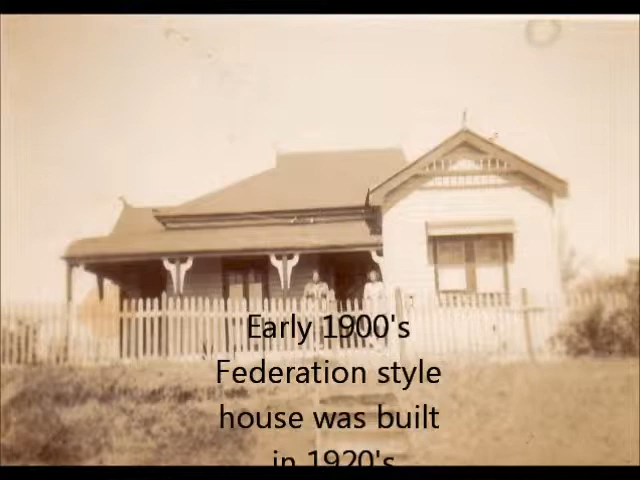 Early 1900's
Federation style
house was built
in 1920's